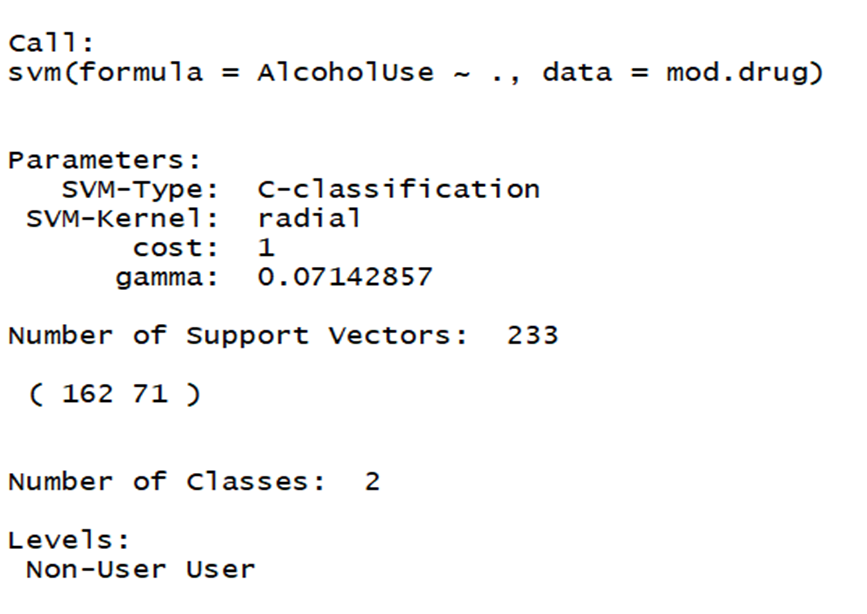 Call:
svm(formula = AlcoholUse ~ ., data = mod.drug)
Parameters:
SVM-Type: C-classification
SVM-Kernel: radial
cost: 1
gamma: 0.07142857
Number of Support Vectors: 233
( 162 71 )
Number of Classes: 2
Levels:
Non-User User